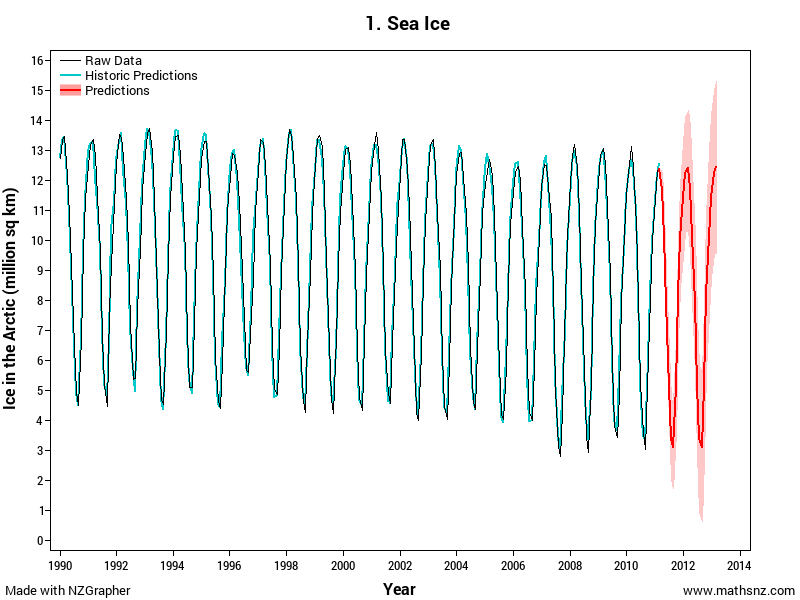 1. Sea Ice
Raw Data
Historic Predictions
Predictions
16
15
14
13
12
11
10
9
8
7
6
5
4
3
2
1
0
Ice in the Arctic (million sq km)
1990 1992 1994 1996 1998 2000 2002 2004 2006 2008 2010 2012 2014
Made with NZGrapher
Year
www.mathsnz.com